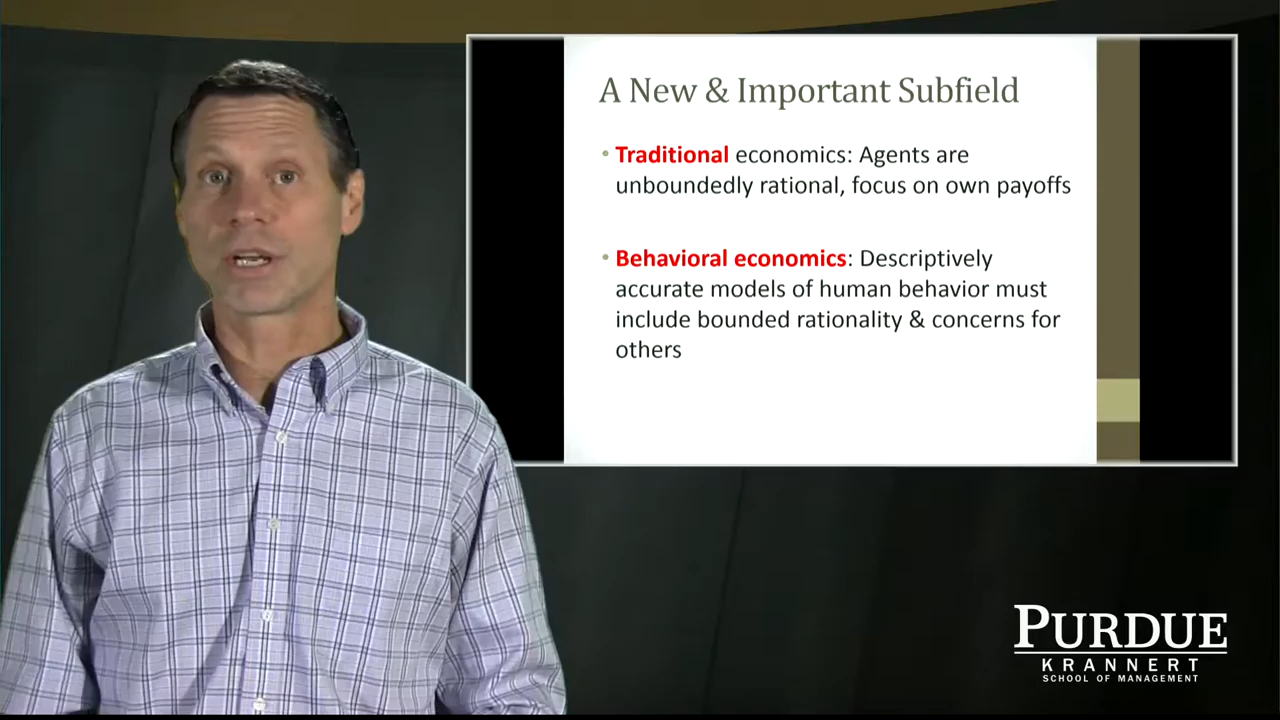 A New & Important Subfield
• Traditional economics: Agents are
unboundedly rational, focus on own payoffs
• Behavioral economics: Descriptively
accurate models of human behavior must
include bounded rationality & concerns for
others
PURDUE
KRANNERT
SCHOOL OF MANAGEMENT